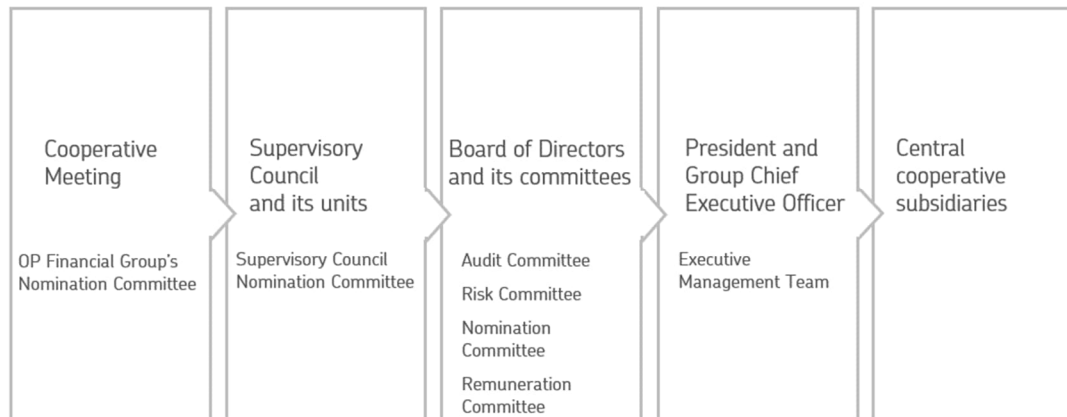 Cooperative
Meeting
OP Financial Group's
Nomination Committee
Supervisory
Council
and its units
Supervisory Council
Nomination Committee
Board of Directors
and its committees
Audit Committee
Risk Committee
Nomination
Committee
Remuneration
Committee
President and
Group Chief
Executive Officer
Executive
Management Team
Central
cooperative
subsidiaries